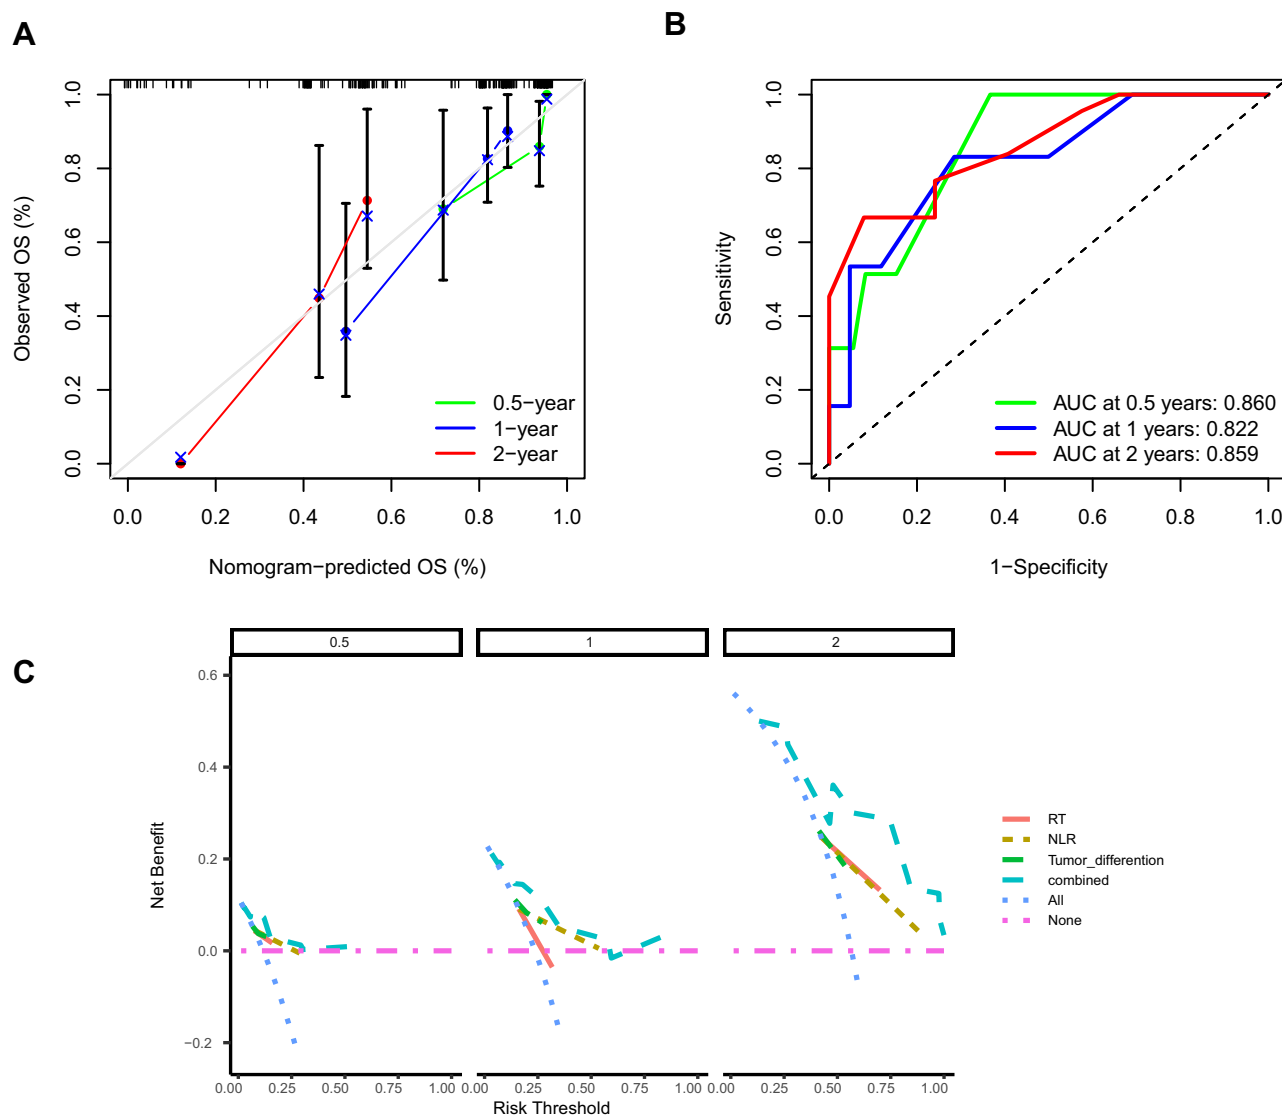 A
B
1.0
0.8
0.6
0.4
0.2
0.0
Observed OS (%)
0.5−year
1−year
2−year
0.0 0.2 0.4 0.6 0.8 1.0
Nomogram−predicted OS (%)
1.0
0.8
0.6
0.4
0.2
0.0
Sensitivity
AUC at 0.5 years: 0.860
AUC at 1 years: 0.822
AUC at 2 years: 0.859
0.0 0.2 0.4 0.6 0.8 1.0
1−Specificity
C
0.5 1 2
0.6
0.4
0.2
0.0
−0.2
Net Benefit
RT
NLR
Tumor_differention
combined
All
None
0.00 0.25 0.50 0.75 1.00 0.00 0.25 0.50 0.75 1.00 0.00 0.25 0.50 0.75 1.00
Risk Threshold